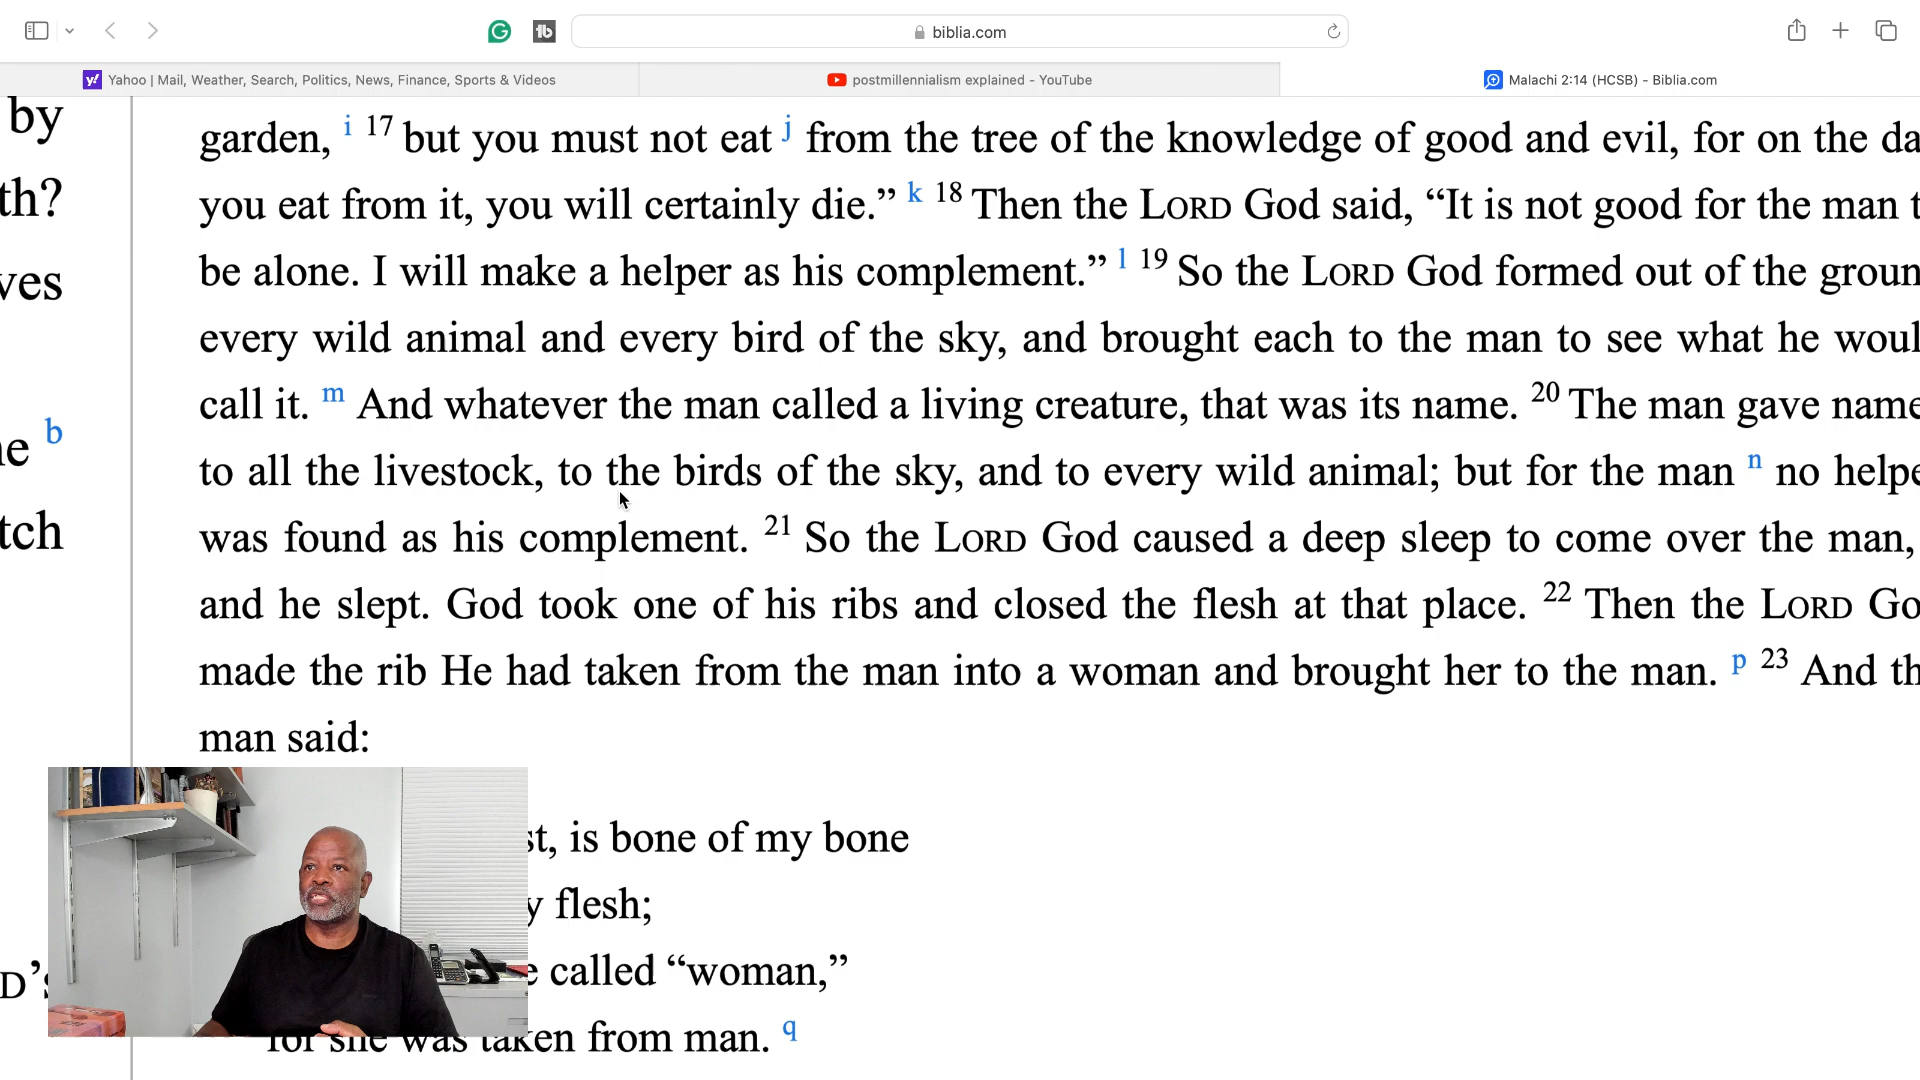 biblia.com
Yahoo | Mail, Weather, Search, Politics, News, Finance, Sports & Videos
postmillennialism explained - YouTube
Malachi 2:14 (HCSB) - Biblia.com
by
th?
ves
b
tch
D's
garden, i 17 but you must not eat j from the tree of the knowledge of good and evil, for on the da
you eat from it, you will certainly die.” k 18 Then the LORD God said, “It is not good for the man t
be alone. I will make a helper as his complement.” l 19 So the LORD God formed out of the groun
every wild animal and every bird of the sky, and brought each to the man to see what he woul
call it. m And whatever the man called a living creature, that was its name. 20 The man gave name
to all the livestock, to the birds of the sky, and to every wild animal; but for the man n no helpe
was found as his complement. 21 So the LORD God caused a deep sleep to come over the man,
and he slept. God took one of his ribs and closed the flesh at that place. 22 Then the LORD Go
made the rib He had taken from the man into a woman and brought her to the man. p 23 And th
man said:
st, is bone of my bone
y flesh;
e called “woman,”
for she was taken from man. q